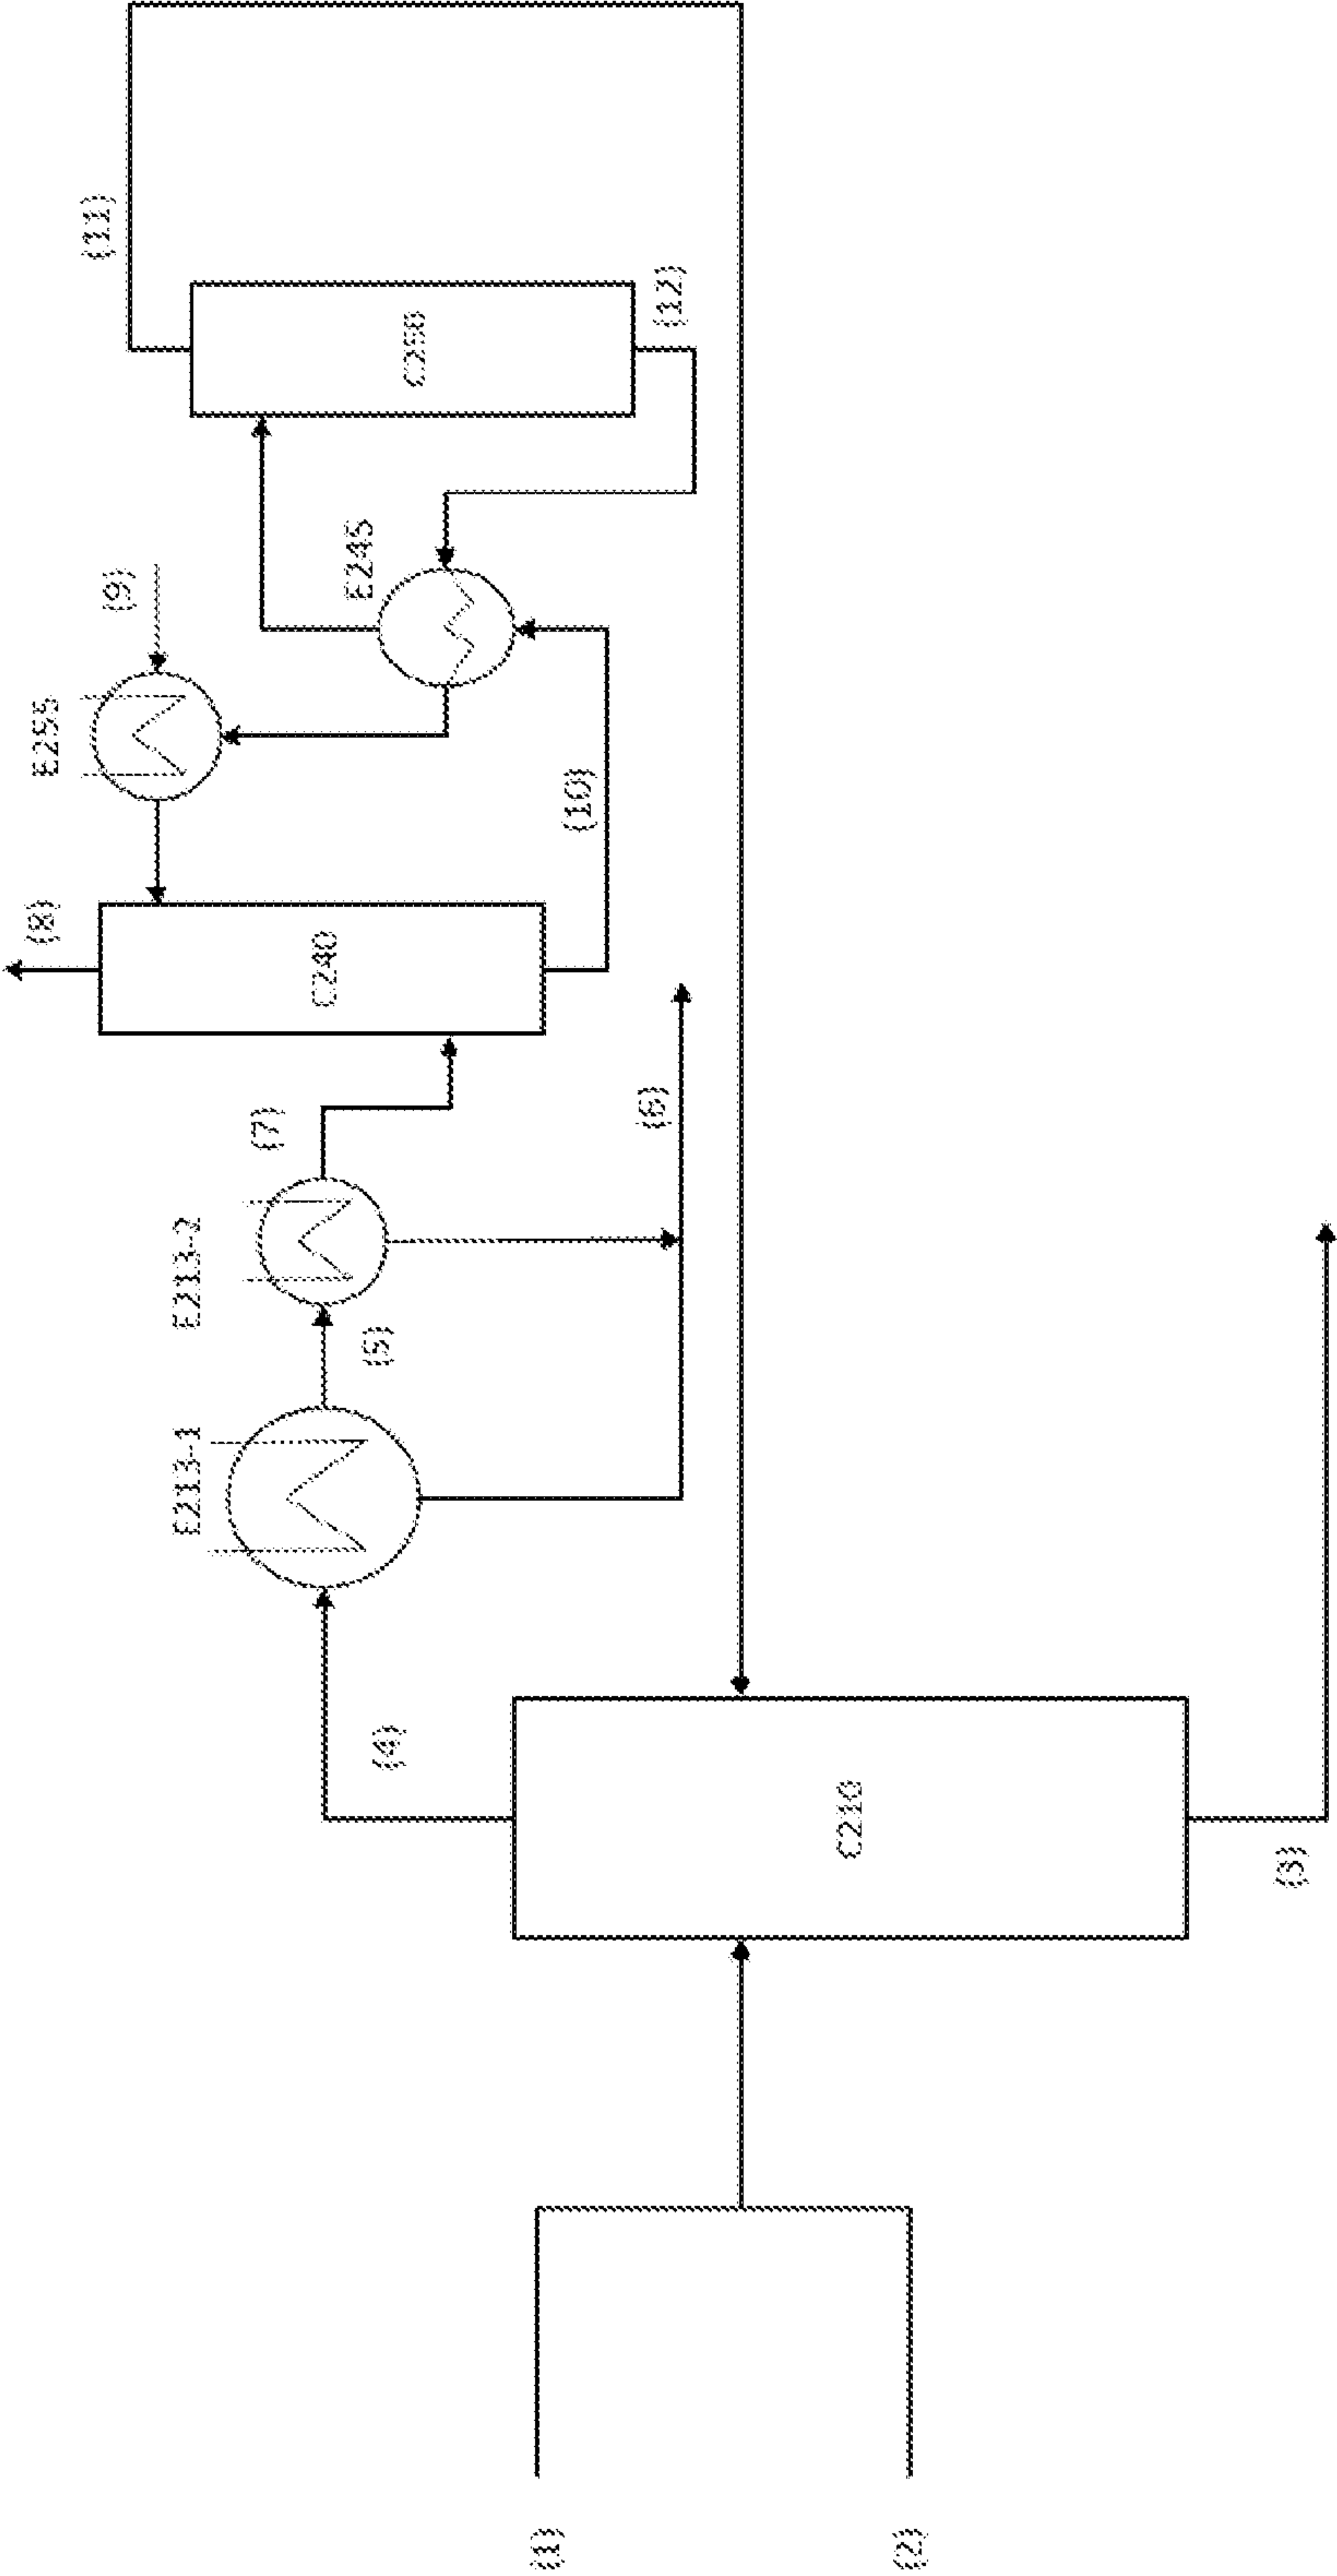 (8)
E255
(9)
(11)
E213-1
E213-2
(7)
C240
E245
(4)
(5)
C250
(1)
(10)
(6)
(12)
C210
(2)
(3)